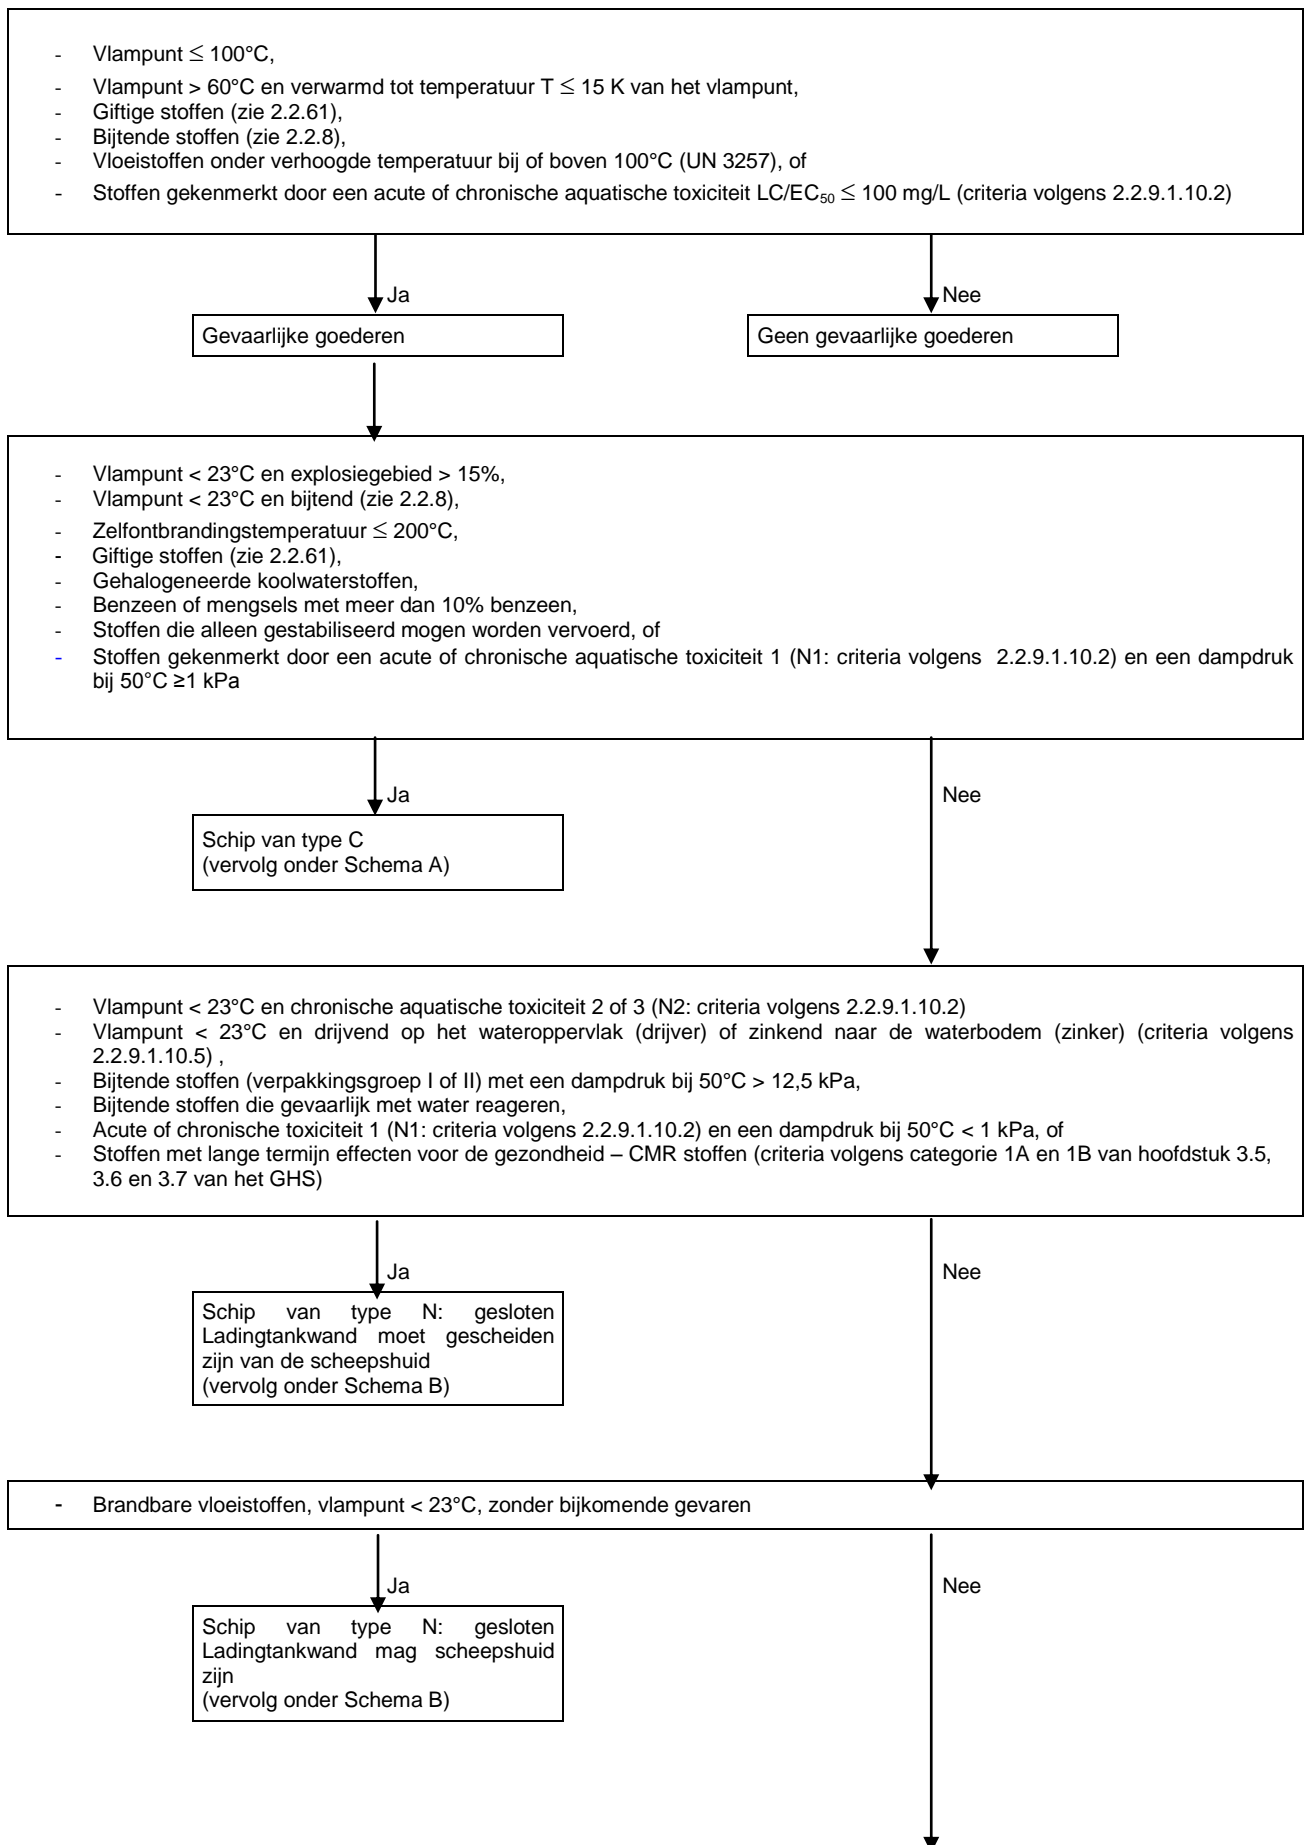 - Vlampunt ≤ 100°C,
- Vlampunt > 60°C en verwarmd tot temperatuur T ≤ 15 K van het vlampunt,
- Giftige stoffen (zie 2.2.61),
- Bijtende stoffen (zie 2.2.8),
- Vloeistoffen onder verhoogde temperatuur bij of boven 100°C (UN 3257), of
- Stoffen gekenmerkt door een acute of chronische aquatische toxiciteit LC/EC₅₀ ≤ 100 mg/L (criteria volgens 2.2.9.1.10.2)
Ja
Nee
Gevaarlijke goederen
Geen gevaarlijke goederen
- Vlampunt < 23°C en explosiegebied > 15%,
- Vlampunt < 23°C en bijtend (zie 2.2.8),
- Zelfontbrandingstemperatuur ≤ 200°C,
- Giftige stoffen (zie 2.2.61),
- Gehalogeneerde koolwaterstoffen,
- Benzeen of mengsels met meer dan 10% benzeen,
- Stoffen die alleen gestabiliseerd mogen worden vervoerd, of
- Stoffen gekenmerkt door een acute of chronische aquatische toxiciteit 1 (N1: criteria volgens 2.2.9.1.10.2) en een dampdruk
bij 50°C ≥1 kPa
Ja
Nee
Schip van type C
(vervolg onder Schema A)
- Vlampunt < 23°C en chronische aquatische toxiciteit 2 of 3 (N2: criteria volgens 2.2.9.1.10.2)
- Vlampunt < 23°C en drijvend op het wateroppervlak (drijver) of zinkend naar de waterbodem (zinker) (criteria volgens
2.2.9.1.10.5) ,
- Bijtende stoffen (verpakkingsgroep I of II) met een dampdruk bij 50°C > 12,5 kPa,
- Bijtende stoffen die gevaarlijk met water reageren,
- Acute of chronische toxiciteit 1 (N1: criteria volgens 2.2.9.1.10.2) en een dampdruk bij 50°C < 1 kPa, of
- Stoffen met lange termijn effecten voor de gezondheid – CMR stoffen (criteria volgens categorie 1A en 1B van hoofdstuk 3.5,
3.6 en 3.7 van het GHS)
Ja
Nee
Schip van type N: gesloten
Ladingtankwand moet gescheiden
zijn van de scheepshuid
(vervolg onder Schema B)
- Brandbare vloeistoffen, vlampunt < 23°C, zonder bijkomende gevaren
Ja
Nee
Schip van type N: gesloten
Ladingtankwand mag scheepshuid
zijn
(vervolg onder Schema B)